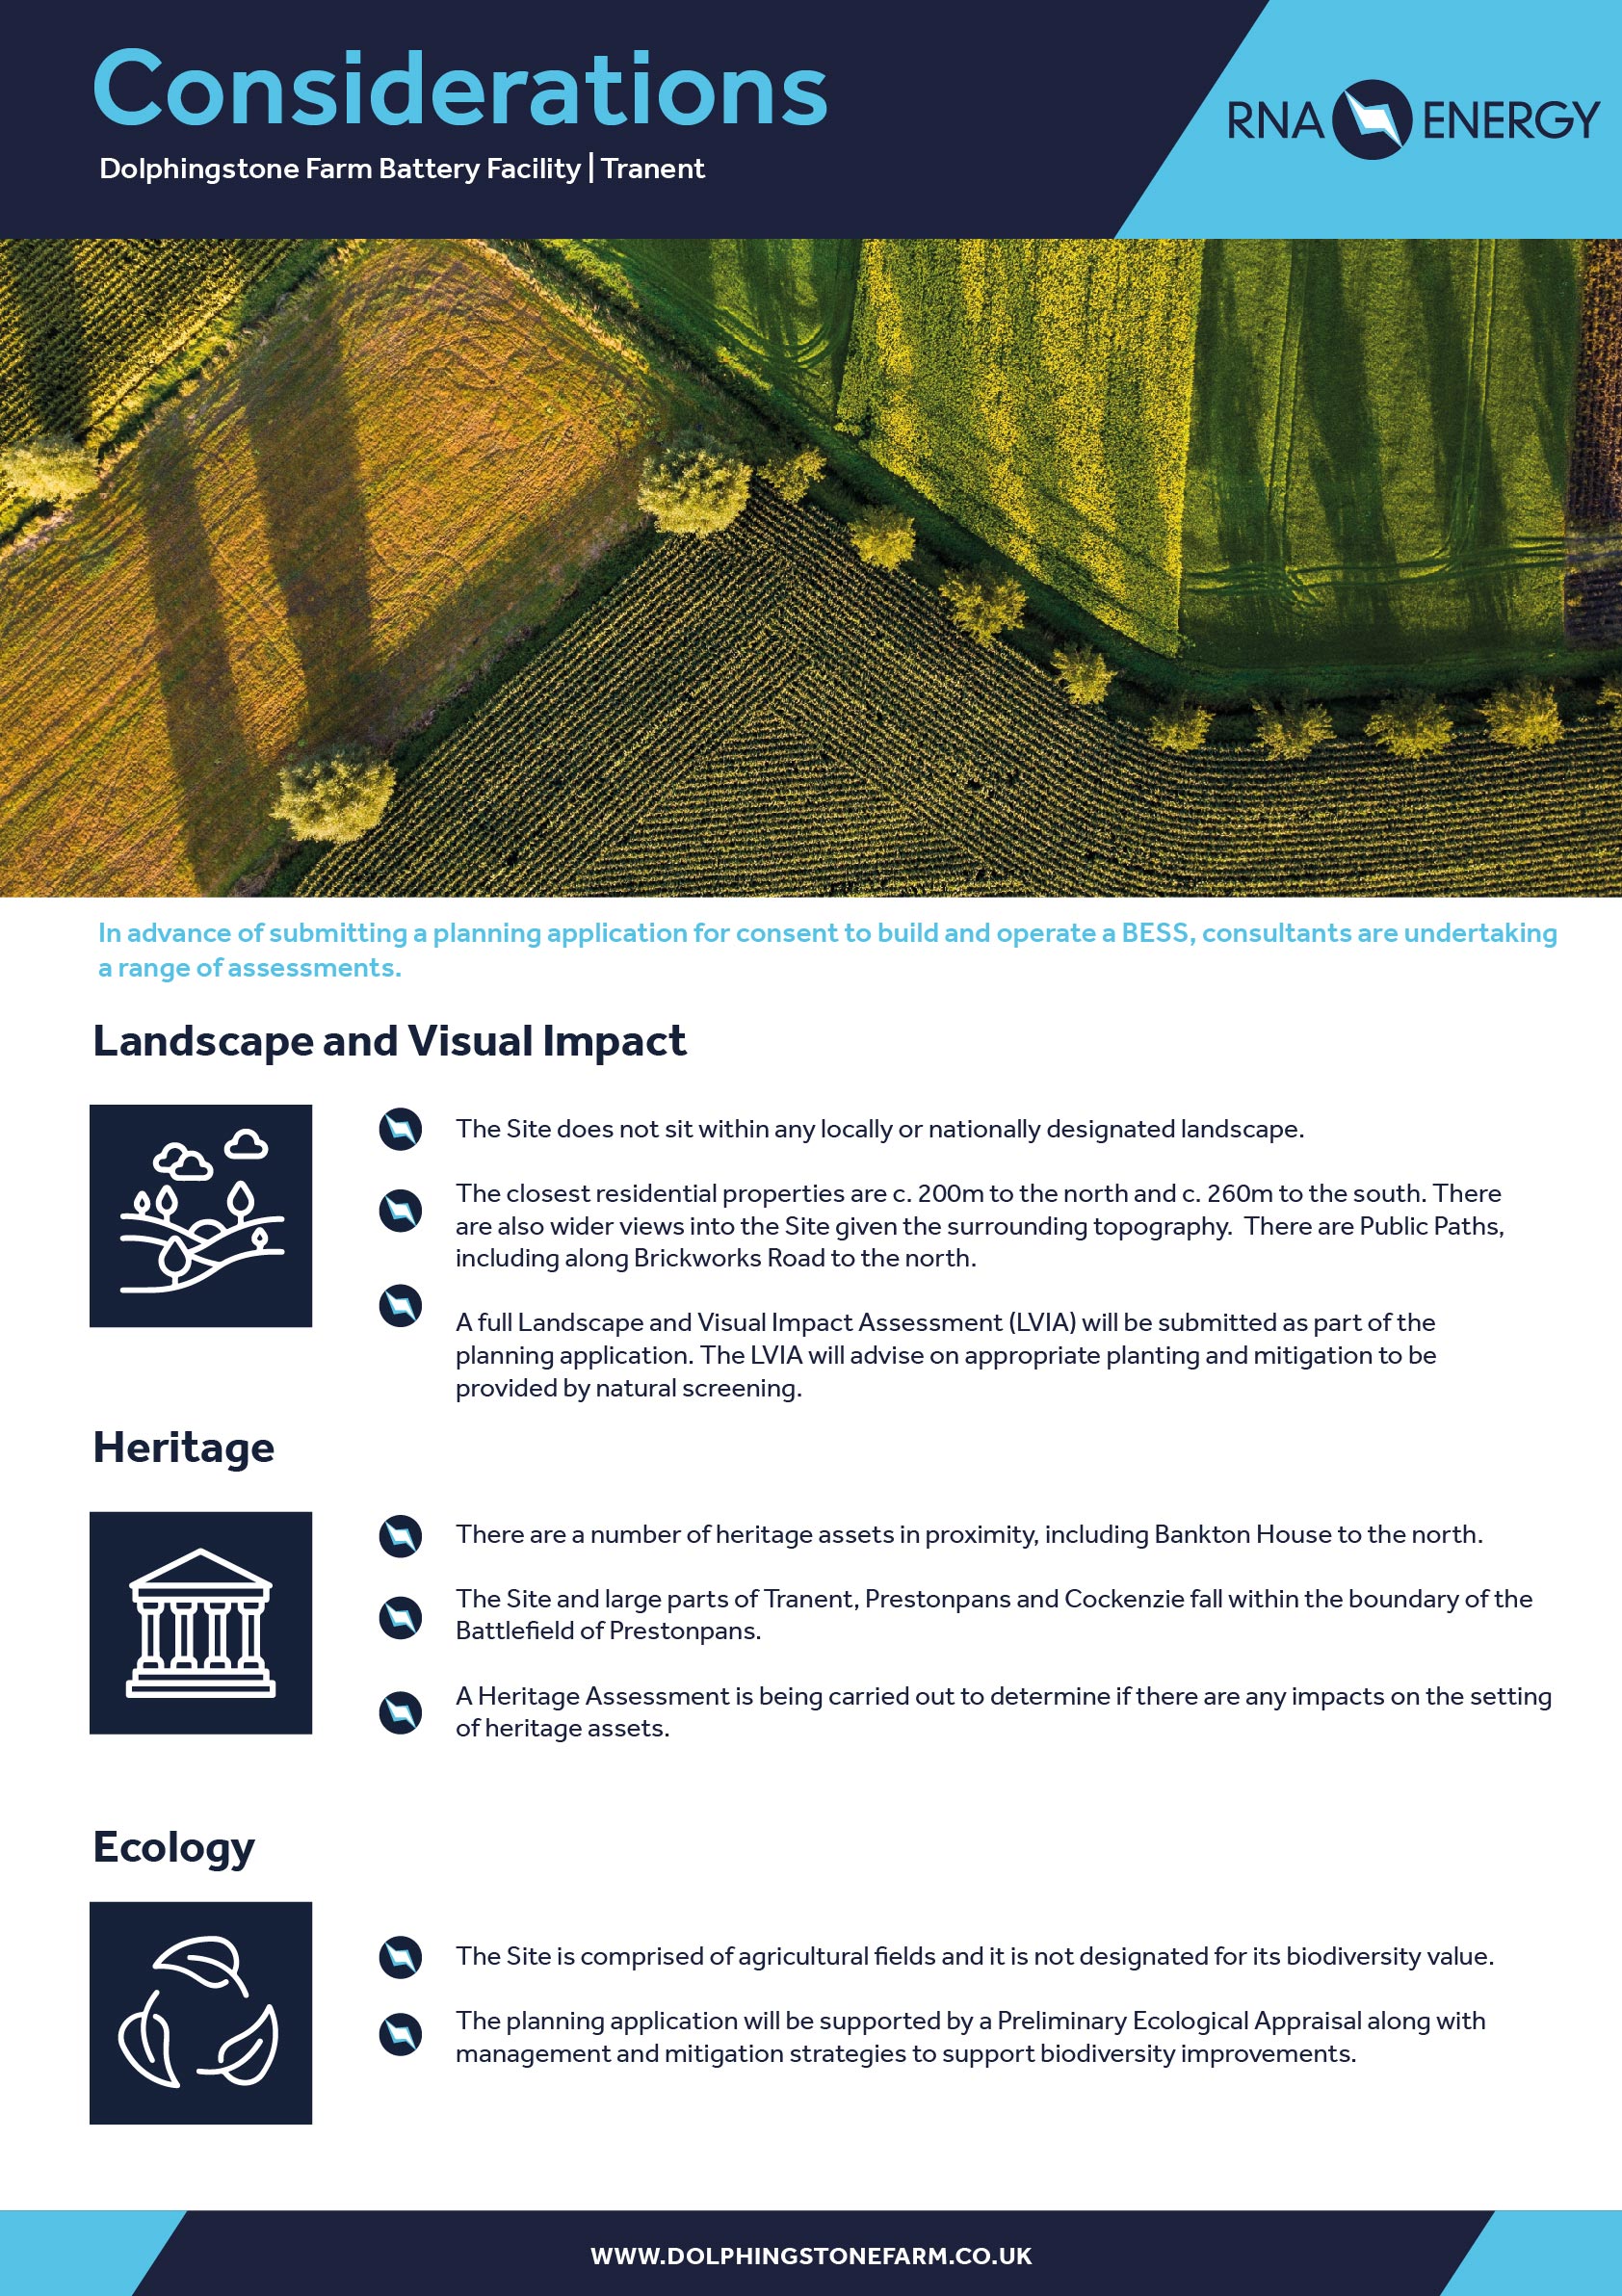 Considerations
Dolphingstone Farm Battery Facility | Tranent
RNA ENERGY
In advance of submitting a planning application for consent to build and operate a BESS, consultants are undertaking
a range of assessments.
Landscape and Visual Impact
The Site does not sit within any locally or nationally designated landscape.
The closest residential properties are c. 200m to the north and c. 260m to the south. There
are also wider views into the Site given the surrounding topography.  There are Public Paths,
including along Brickworks Road to the north.
A full Landscape and Visual Impact Assessment (LVIA) will be submitted as part of the
planning application. The LVIA will advise on appropriate planting and mitigation to be
provided by natural screening.
Heritage
There are a number of heritage assets in proximity, including Bankton House to the north.
The Site and large parts of Tranent, Prestonpans and Cockenzie fall within the boundary of the
Battlefield of Prestonpans.
A Heritage Assessment is being carried out to determine if there are any impacts on the setting
of heritage assets.
Ecology
The Site is comprised of agricultural fields and it is not designated for its biodiversity value.
The planning application will be supported by a Preliminary Ecological Appraisal along with
management and mitigation strategies to support biodiversity improvements.
WWW.DOLPHINGSTONEFARM.CO.UK